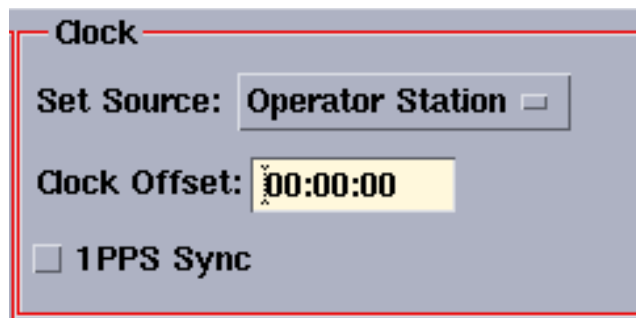 Clock
Set Source: Operator Station
Clock Offset: 00:00:00
1PPS Sync